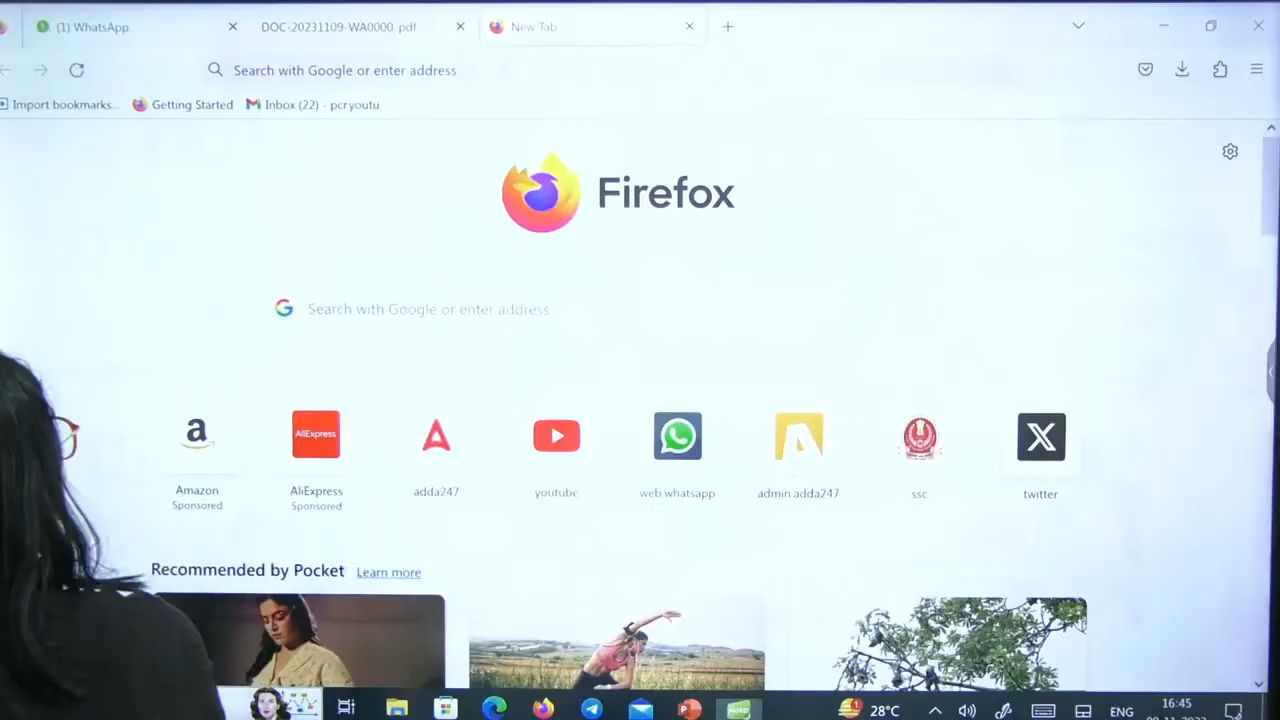 (1) WhatsApp
DOC-20231109-WA0000.pdf
New Tab
Search with Google or enter address
Import bookmarks...
Getting Started
Inbox (22) - pcryoutu
Firefox
Search with Google or enter address
a
AliExpress
Amazon
Sponsored
AliExpress
Sponsored
adda247
youtube
web whatsapp
admin adda247
ssc
twitter
Recommended by Pocket
Learn more
1
28°C
ENG
16:45